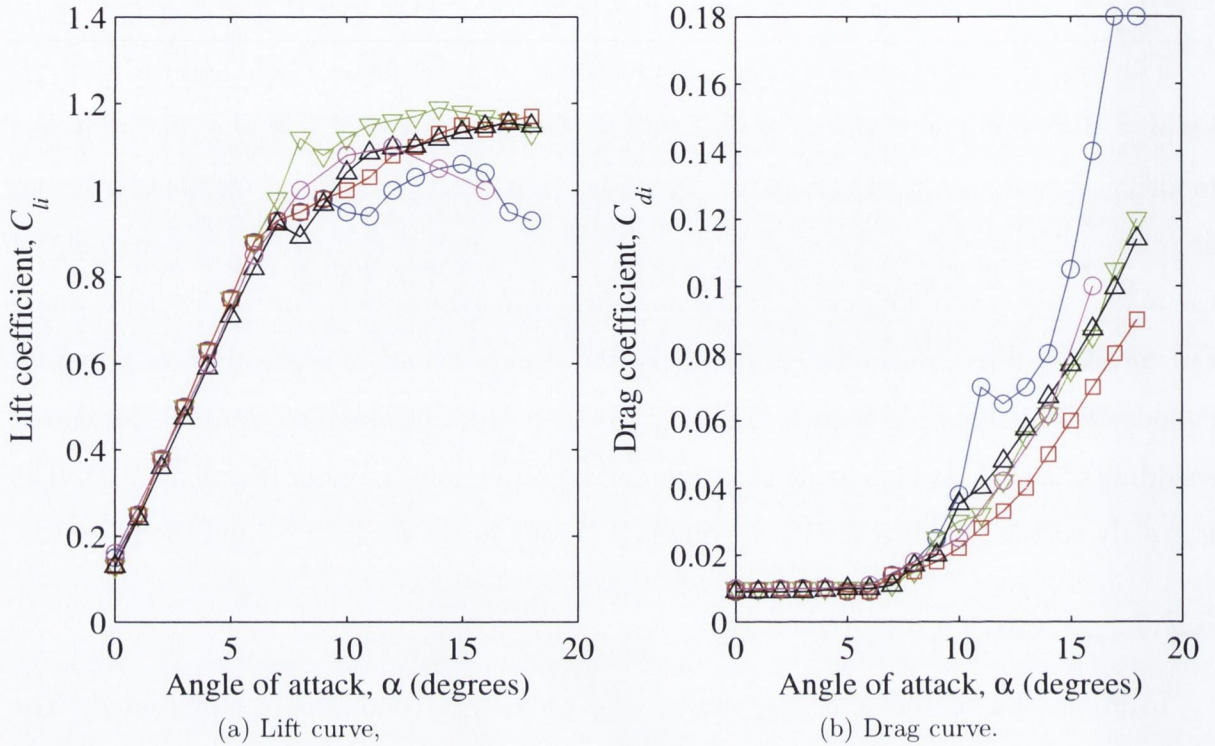 1.4
1.2
1
0.8
0.6
0.4
0.2
0
Lift coefficient, C_li
0 5 10 15 20
Angle of attack, α (degrees)
(a) Lift curve,
0.18
0.16
0.14
0.12
0.1
0.08
0.06
0.04
0.02
0
Drag coefficient, C_di
0 5 10 15 20
Angle of attack, α (degrees)
(b) Drag curve.